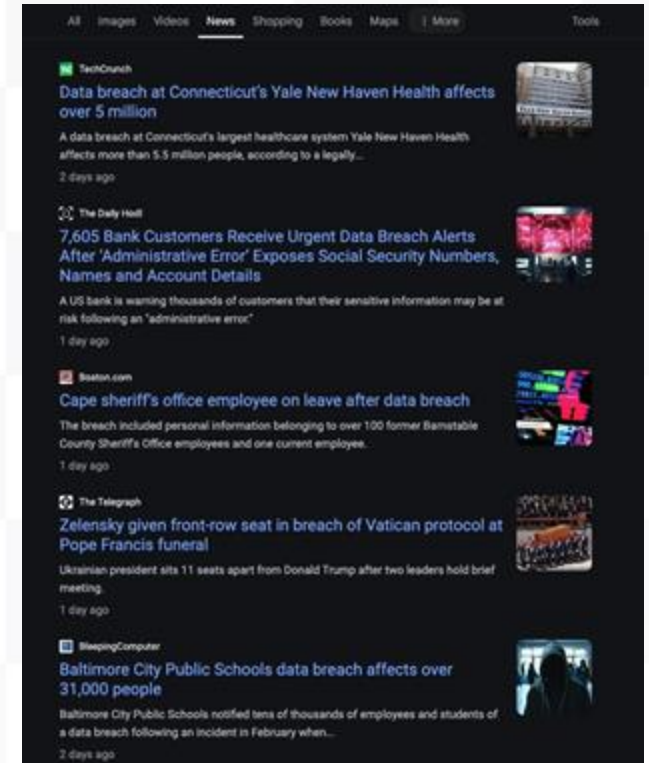 All Images Videos News Shopping Books Maps More Tools
TechCrunch
Data breach at Connecticut's Yale New Haven Health affects
over 5 million
A data breach at Connecticut's largest healthcare system Yale New Haven Health
affects more than 5.5 million people, according to a legally...
2 days ago
The Daily Hodl
7,605 Bank Customers Receive Urgent Data Breach Alerts
After 'Administrative Error' Exposes Social Security Numbers,
Names and Account Details
A US bank is warning thousands of customers that their sensitive information may be at
risk following an "administrative error."
1 day ago
Boston.com
Cape sheriff's office employee on leave after data breach
The breach included personal information belonging to over 100 former Barnstable
County Sheriff's Office employees and one current employee.
1 day ago
The Telegraph
Zelensky given front-row seat in breach of Vatican protocol at
Pope Francis funeral
Ukrainian president sits 11 seats apart from Donald Trump after two leaders hold brief
meeting.
1 day ago
BleepingComputer
Baltimore City Public Schools data breach affects over
31,000 people
Baltimore City Public Schools notified tens of thousands of employees and students of
a data breach following an incident in February when...
2 days ago